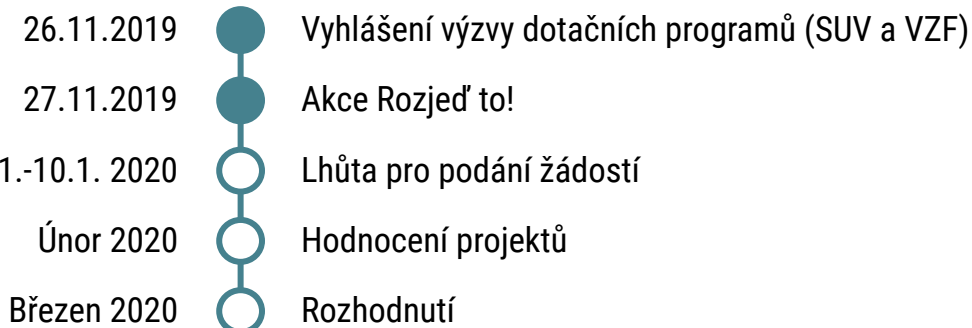 26.11.2019 Vyhlášení výzvy dotačních programů (SUV a VZF)
27.11.2019 Akce Rozjeď to!
1.-10.1. 2020 Lhůta pro podání žádostí
Únor 2020 Hodnocení projektů
Březen 2020 Rozhodnutí